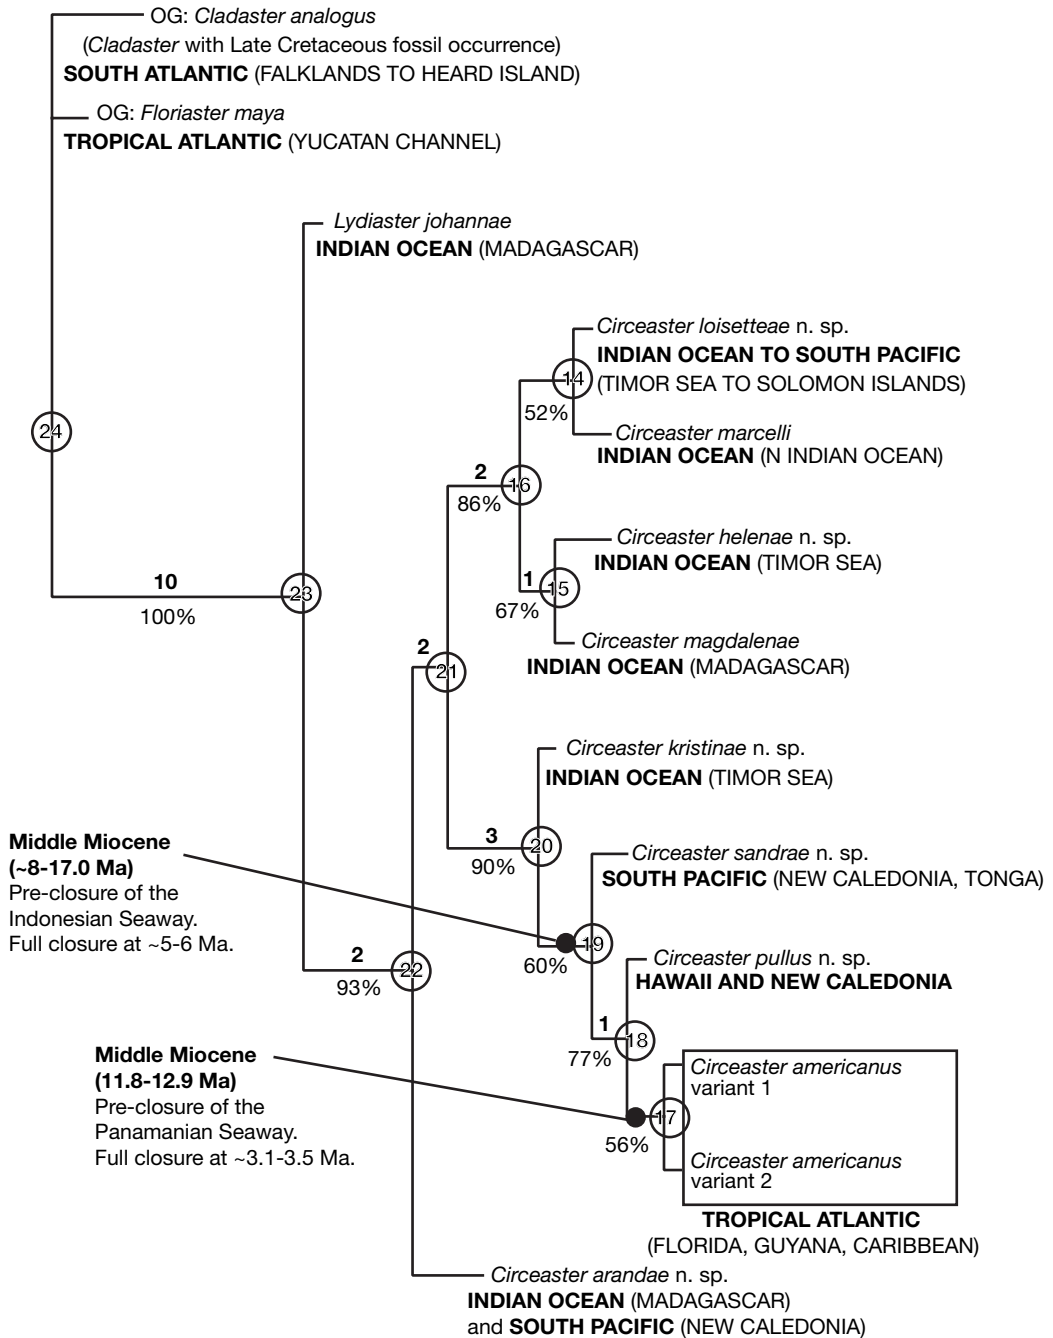 OG: Cladaster analogus
(Cladaster with Late Cretaceous fossil occurrence)
SOUTH ATLANTIC (FALKLANDS TO HEARD ISLAND)
OG: Floriaster maya
TROPICAL ATLANTIC (YUCATAN CHANNEL)
Lydiaster johannae
INDIAN OCEAN (MADAGASCAR)
Circeaster loisetteae n. sp.
INDIAN OCEAN TO SOUTH PACIFIC
14
(TIMOR SEA TO SOLOMON ISLANDS)
52%
24
Circeaster marcelli
INDIAN OCEAN (N INDIAN OCEAN)
2
16
86%
Circeaster helenae n. sp.
INDIAN OCEAN (TIMOR SEA)
10
23
1
15
100%
67%
Circeaster magdalenae
2
21
INDIAN OCEAN (MADAGASCAR)
Circeaster kristinae n. sp.
INDIAN OCEAN (TIMOR SEA)
Middle Miocene
(~8-17.0 Ma)
Pre-closure of the
Indonesian Seaway.
Full closure at ~5-6 Ma.
3
20
90%
Circeaster sandrae n. sp.
SOUTH PACIFIC (NEW CALEDONIA, TONGA)
19
60%
2
22
93%
Circeaster pullus n. sp.
HAWAII AND NEW CALEDONIA
1
18
77%
Middle Miocene
(11.8-12.9 Ma)
Pre-closure of the
Panamanian Seaway.
Full closure at ~3.1-3.5 Ma.
Circeaster americanus
variant 1
17
56%
Circeaster americanus
variant 2
TROPICAL ATLANTIC
(FLORIDA, GUYANA, CARIBBEAN)
Circeaster arandae n. sp.
INDIAN OCEAN (MADAGASCAR)
and SOUTH PACIFIC (NEW CALEDONIA)